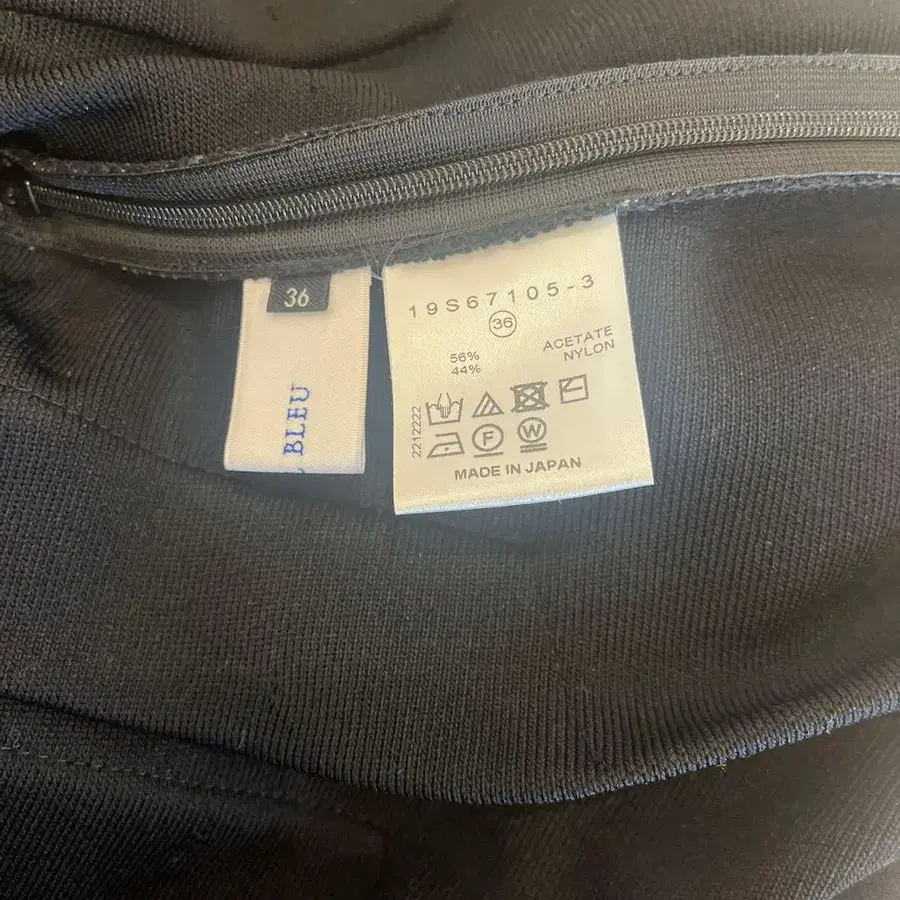 36
BLEU
19S67105-3
36
56% ACETATE
44% NYLON
2212222
F
W
MADE IN JAPAN